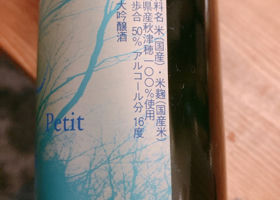 料名 米(国産)・米麹(国産米)
県産秋津穂一〇〇%使用
歩合 50% アルコール分 16度
大吟醸酒
Petit